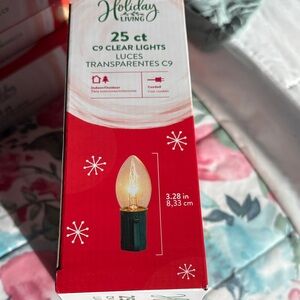 Holiday
LIVING
25 ct
C9 CLEAR LIGHTS
LUCES
TRANSPARENTES C9
Indoor/Outdoor
Corded
3.28 in
8,33 cm